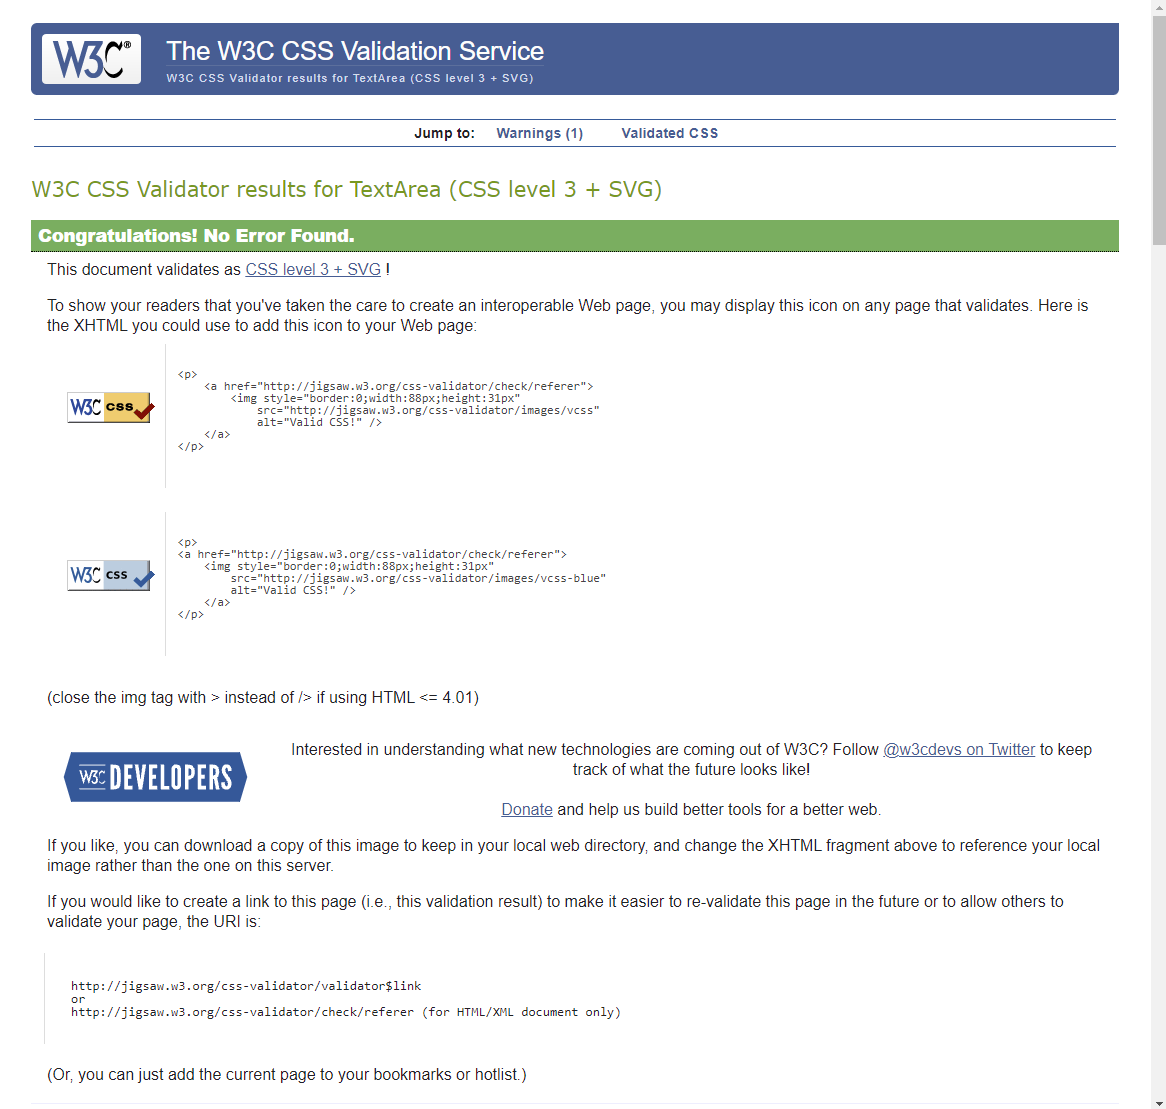 W3C®
The W3C CSS Validation Service
W3C CSS Validator results for TextArea (CSS level 3 + SVG)
Jump to: Warnings (1) Validated CSS
W3C CSS Validator results for TextArea (CSS level 3 + SVG)
Congratulations! No Error Found.
This document validates as CSS level 3 + SVG !
To show your readers that you've taken the care to create an interoperable Web page, you may display this icon on any page that validates. Here is
the XHTML you could use to add this icon to your Web page:
W3C css
<p>
<a href="http://jigsaw.w3.org/css-validator/check/referer">
<img style="border:0;width:88px;height:31px"
src="http://jigsaw.w3.org/css-validator/images/vcss"
alt="Valid CSS!" />
</a>
</p>
W3C css
<p>
<a href="http://jigsaw.w3.org/css-validator/check/referer">
<img style="border:0;width:88px;height:31px"
src="http://jigsaw.w3.org/css-validator/images/vcss-blue"
alt="Valid CSS!" />
</a>
</p>
(close the img tag with > instead of /> if using HTML <= 4.01)
W3C DEVELOPERS
Interested in understanding what new technologies are coming out of W3C? Follow @w3cdevs on Twitter to keep
track of what the future looks like!
Donate and help us build better tools for a better web.
If you like, you can download a copy of this image to keep in your local web directory, and change the XHTML fragment above to reference your local
image rather than the one on this server.
If you would like to create a link to this page (i.e., this validation result) to make it easier to re-validate this page in the future or to allow others to
validate your page, the URI is:
http://jigsaw.w3.org/css-validator/validator$link
or
http://jigsaw.w3.org/css-validator/check/referer (for HTML/XML document only)
(Or, you can just add the current page to your bookmarks or hotlist.)